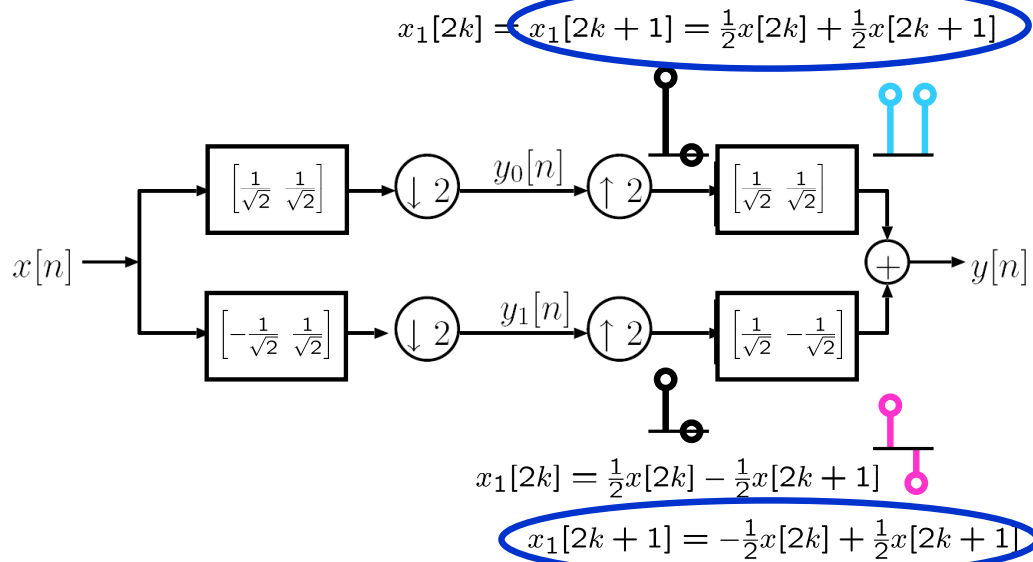 x₁[2k] = x₁[2k + 1] = ½x[2k] + ½x[2k + 1]
[1/√2 1/√2]
↓ 2
y₀[n]
↑ 2
[1/√2 1/√2]
x[n]
+
y[n]
[−1/√2 1/√2]
↓ 2
y₁[n]
↑ 2
[1/√2 −1/√2]
x₁[2k] = ½x[2k] − ½x[2k + 1]
x₁[2k + 1] = −½x[2k] + ½x[2k + 1]